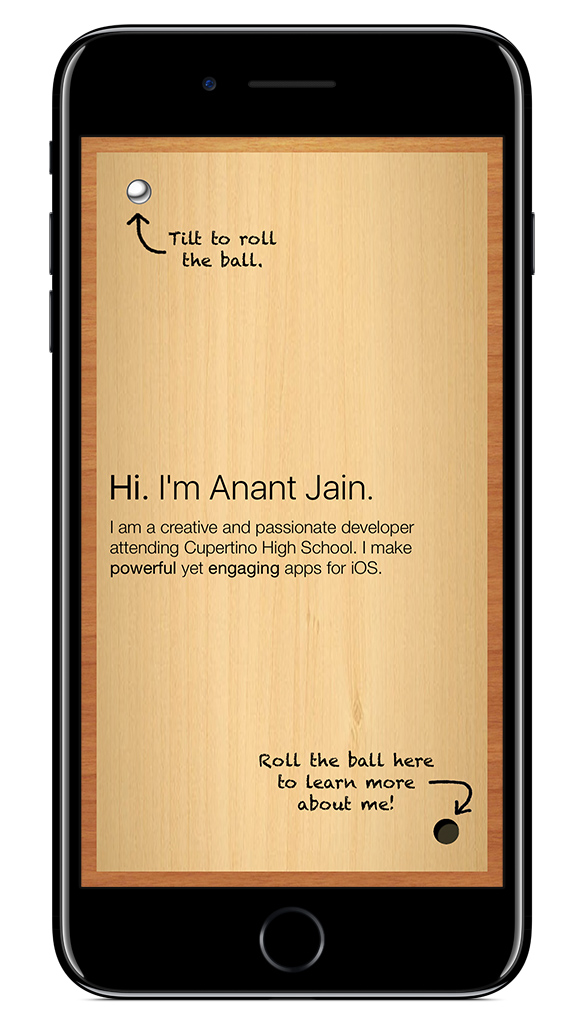 Tilt to roll
the ball.
Hi. I'm Anant Jain.
I am a creative and passionate developer
attending Cupertino High School. I make
powerful yet engaging apps for iOS.
Roll the ball here
to learn more
about me!